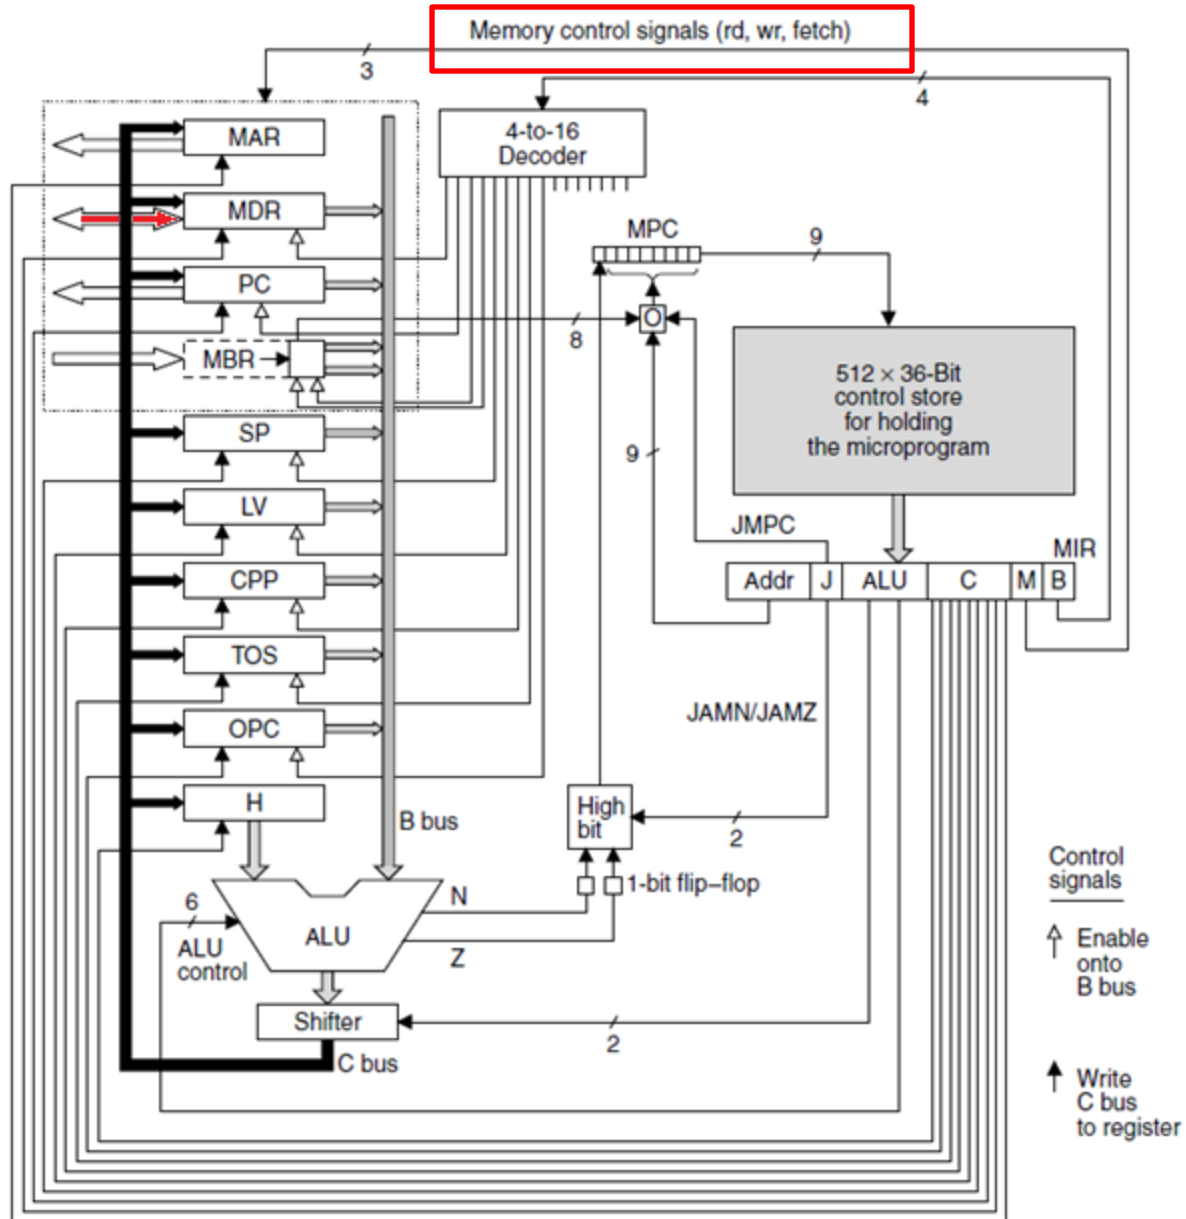 Memory control signals (rd, wr, fetch)
3
4
MAR
4-to-16
Decoder
MDR
MPC
9
PC
O
8
MBR
512 × 36-Bit
control store
for holding
the microprogram
SP
9
LV
JMPC
MIR
CPP
Addr
J
ALU
C
M
B
TOS
JAMN/JAMZ
OPC
H
High
bit
B bus
2
Control
signals
1-bit flip–flop
6
N
ALU
ALU
control
Z
Enable
onto
B bus
Shifter
2
C bus
Write
C bus
to register